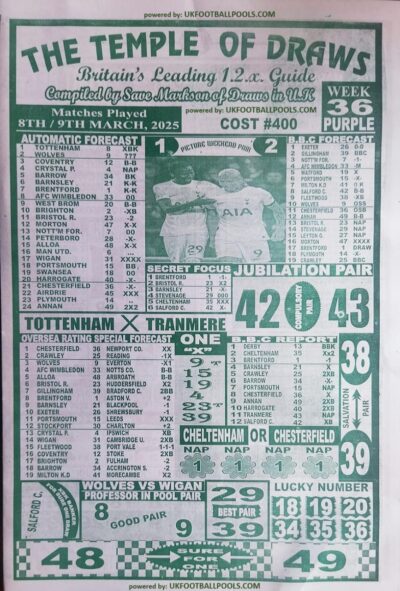 powered by: UKFOOTBALLPOOLS.COM
THE TEMPLE OF DRAWS
Britain's Leading 1.2.x. Guide
Compiled by Save Markson of Draws in U.K
WEEK
36
PURPLE
Matches Played
8TH / 9TH MARCH, 2025
powered by: UKFOOTBALLPOOLS.COM
COST #400
AUTOMATIC FORECAST
1 TOTTENHAM 8 XBK
2 WOLVES 9 ???
3 COVENTRY 12 B-B
4 CRYSTAL P. 4 NAP
5 BARROW 34 BK
6 BARNSLEY 21 K-K
7 BRENTFORD 1 K-K
8 AFC WIMBLEDON 33 00
9 WEST BROM 20 B-B
10 BRIGHTON 2 -XB
11 BRISTOL R. 23 -2
12 MORTON 47 X-X
13 NOTT'M FOR. 7 00
14 PETERBORO 28 -X-
15 ALLOA 48 X-X
16 MAN UTD.
17 WIGAN 31 XXXX
18 PORTSMOUTH 15 BB
19 SWANSEA 18 00
20 HARROGATE 40 -X-
21 CHESTERFIELD 36 -X-
22 AIRDRIE 48 XXX
23 PLYMOUTH 14 ..
24 ANNAN 49 2X2
1 PICTURE WEEKEND PAIR 2
AIA
29
9
B.B.C FORECAST
1 EXETER 26 0-0
2 GILLINGHAM 39 BBC
3 NOTT'M FOR. 7 -1-
4 AFC WIMBLEDON 33 -M
5 WATFORD 19 X
6 PORTSMOUTH 15 -X-
7 MILTON K.D 41 0 R
8 SALFORD C. 42 B-B
9 FLEETWOOD 38 -XB
10 WOLVES 9 OSS
11 CHESTERFIELD 36 OSB
12 ANNAN 49 B-B
13 BRISTOL R. 23 NAP
14 STEVENAGE 29 NAP
15 LEYTON O. 27 NAP
16 MORTON 47 XXXX
17 BRENTFORD 1 DRAW
18 PLYMOUTH 14 -X-
19 CRAWLEY 25 BBC
SECRET FOCUS
1 BRENTFORD 1
2 BRISTOL R. 23 X2
3 BARNSLEY 21 -X-
4 STEVENAGE 29 000
5 CHELTENHAM 35 XXX
6 SALFORD C. 42 X-
JUBILATION PAIR
42
COMPULSORY
PAIR
43
TOTTENHAM X TRANMERE
OVERSEA RATING SPECIAL FORECAST
1 CHESTERFIELD 36 NEWPORT CO. XX
2 CRAWLEY 25 READING -1X
3 WOLVES 9 EVERTON -X1
4 AFC WIMBLEDON 33 NOTTS CO. B-B
5 ALLOA 48 ARBROATH B-B
6 BRISTOL R. 23 HUDDERSFIELD X2
7 GILLINGHAM 39 BRADFORD 2BB
8 BRENTFORD 1 ASTON V. +2
9 BARNSLEY 21 BLACKPOOL -0-
10 EXETER 26 SHREWSBURY -1
11 PORTSMOUTH 15 LEEDS XXX
12 STOCKPORT 30 CHARLTON +2
13 CRYSTAL P. 4 IPSWICH XB
14 WIGAN 31 CAMBRIDGE U. 2XB
15 FLEETWOOD 38 PORT VALE -1-1
16 COVENTRY 12 STOKE 2XB
17 BRIGHTON 2 FULHAM -2
18 BARROW 34 ACCRINGTON S. -2
19 MILTON K.D 41 MORECAMBE X2
ONE
"X"
9
15
19
4
23
B.B.C REPORT
1 DERBY 13 BBK
2 CHELTENHAM 35 Xx2
3 BRENTFORD 1 BB
4 BARNSLEY 21 X
5 CRAWLEY 25 2XB
6 BARROW 34 -X
7 PORTSMOUTH 15 NAP
8 CHESTERFIELD 36 X
9 ANNAN 49 2XB
10 HARROGATE 40 2XB
11 TRANMERE 43 NAP
12 SALFORD C. 42 XB
38
SALVATION
PAIR
39
CHELTENHAM OR CHESTERFIELD
NAP NAP NAP NAP
1 1 1 1
SALFORD C.
WOLVES VS WIGAN
PROFESSOR IN POOL PAIR
8
GOOD PAIR
9
29
BEST PAIR
39
LUCKY NUMBER
18 19 20
34 35 36
48
SURE
FOR
ONE
49
powered by: UKFOOTBALLPOOLS.COM